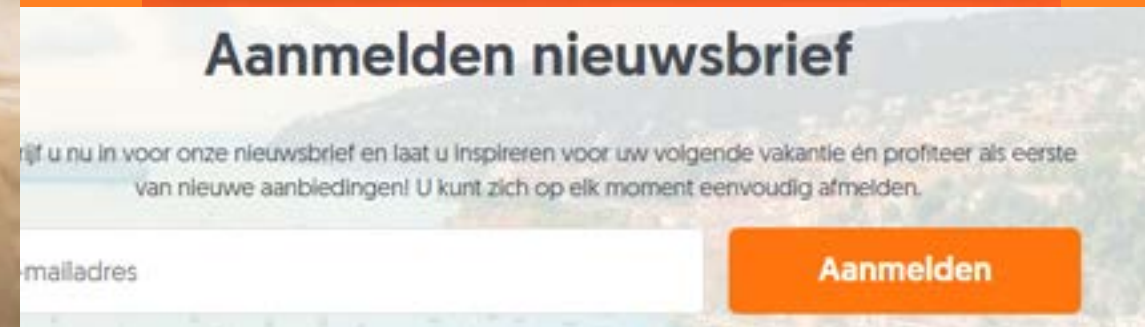 Aanmelden nieuwsbrief
u nu in voor onze nieuwsbrief en laat u inspireren voor uw volgende vakantie én profiteer als eerste
van nieuwe aanbiedingen! U kunt zich op elk moment eenvoudig afmelden.
-mailadres
Aanmelden